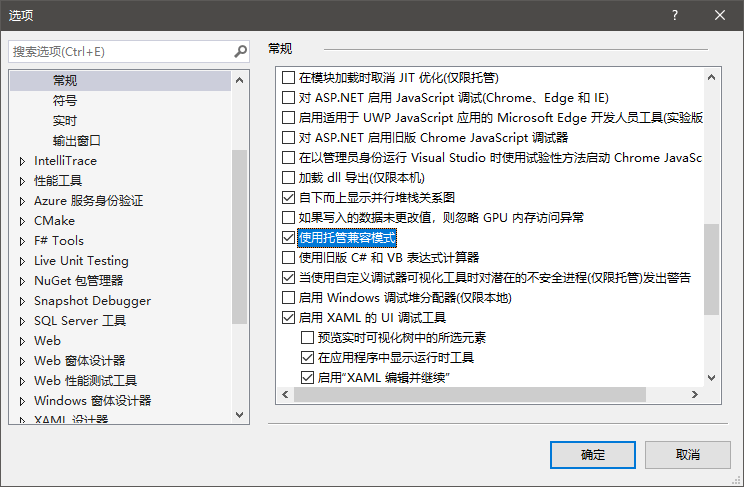 选项
搜索选项(Ctrl+E)
常规
符号
实时
输出窗口
IntelliTrace
性能工具
Azure 服务身份验证
CMake
F# Tools
Live Unit Testing
NuGet 包管理器
Snapshot Debugger
SQL Server 工具
Web
Web 窗体设计器
Web 性能测试工具
Windows 窗体设计器
XAML 设计器
常规
在模块加载时取消 JIT 优化(仅限托管)
对 ASP.NET 启用 JavaScript 调试(Chrome、Edge 和 IE)
启用适用于 UWP JavaScript 应用的 Microsoft Edge 开发人员工具(实验版
对 ASP.NET 启用旧版 Chrome JavaScript 调试器
在以管理员身份运行 Visual Studio 时使用试验性方法启动 Chrome JavaSc
加载 dll 导出(仅限本机)
自下而上显示并行堆栈关系图
如果写入的数据未更改值，则忽略 GPU 内存访问异常
使用托管兼容模式
使用旧版 C# 和 VB 表达式计算器
当使用自定义调试器可视化工具时对潜在的不安全进程(仅限托管)发出警告
启用 Windows 调试堆分配器(仅限本地)
启用 XAML 的 UI 调试工具
预览实时可视化树中的所选元素
在应用程序中显示运行时工具
启用“XAML 编辑并继续”
确定
取消